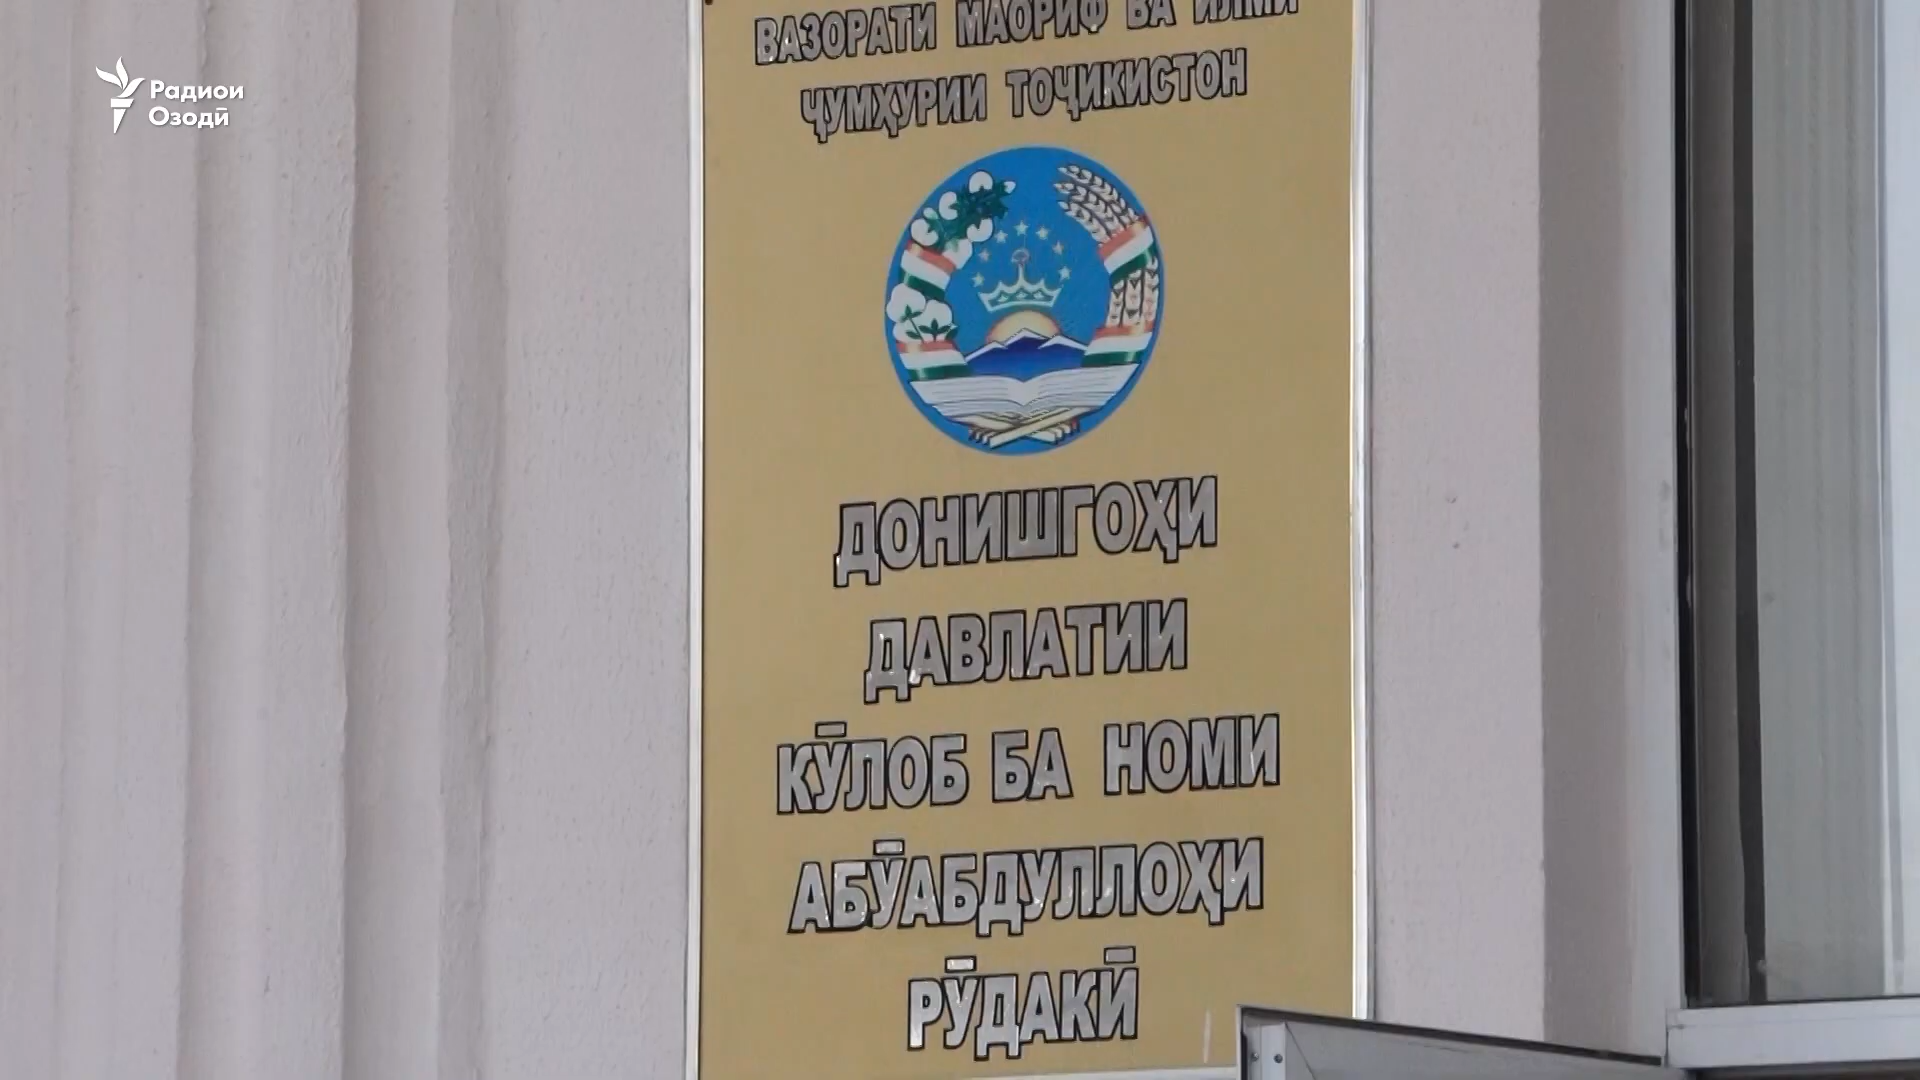 Радиои
Озодӣ
ВАЗОРАТИ МАОРИФ ВА ИЛМИ
ҶУМҲУРИИ ТОҶИКИСТОН
ДОНИШГОҲИ
ДАВЛАТИИ
КӮЛОБ БА НОМИ
АБӮАБДУЛЛОҲИ
РӮДАКӢ